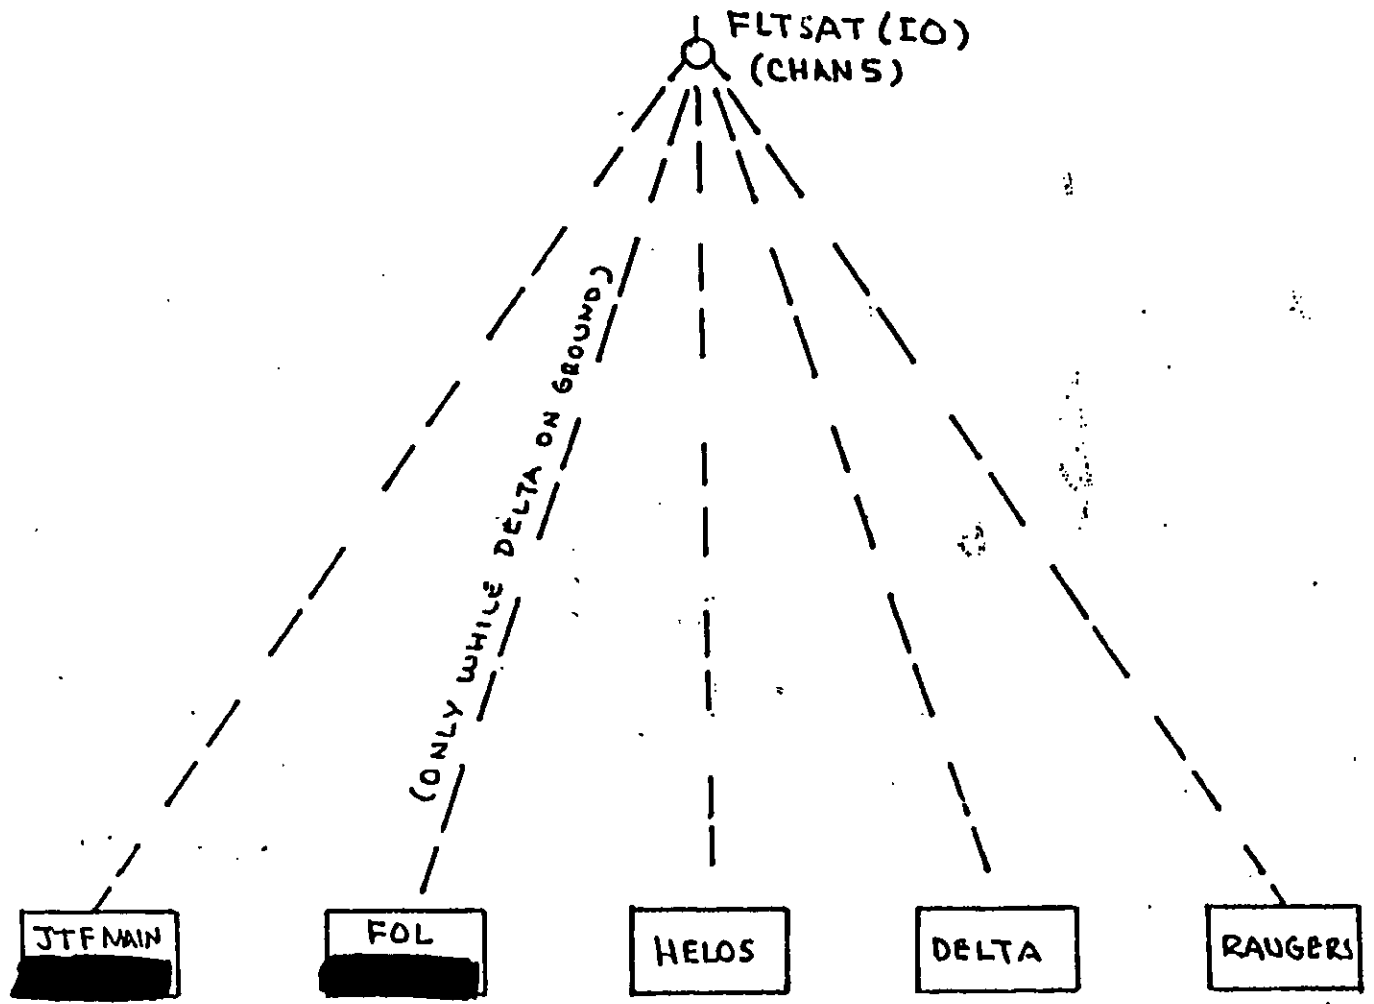 FLTSAT (IO)
(CHAN 5)
(ONLY WHILE DELTA ON GROUND)
JTF MAIN
FOL
HELOS
DELTA
RANGERS